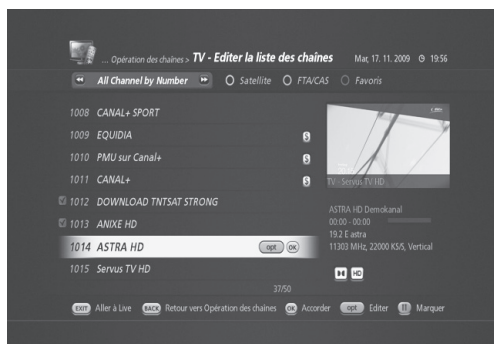 ... Opération des chaînes > TV - Editer la liste des chaînes Mar, 17. 11. 2009 19:56
All Channel by Number Satellite FTA/CAS Favoris
1008 CANAL+ SPORT
1009 EQUIDIA $
1010 PMU sur Canal+ $
1011 CANAL+ $
1012 DOWNLOAD TNTSAT STRONG
1013 ANIXE HD
1014 ASTRA HD opt OK
1015 Servus TV HD
37/50
TV - Servus TV HD
ASTRA HD Demokanal
00:00 - 00:00
19.2 E astra
11303 MHz, 22000 KS/S, Vertical
HD
EXIT Aller à Live BACK Retour vers Opération des chaînes OK Accorder opt Editer Marquer